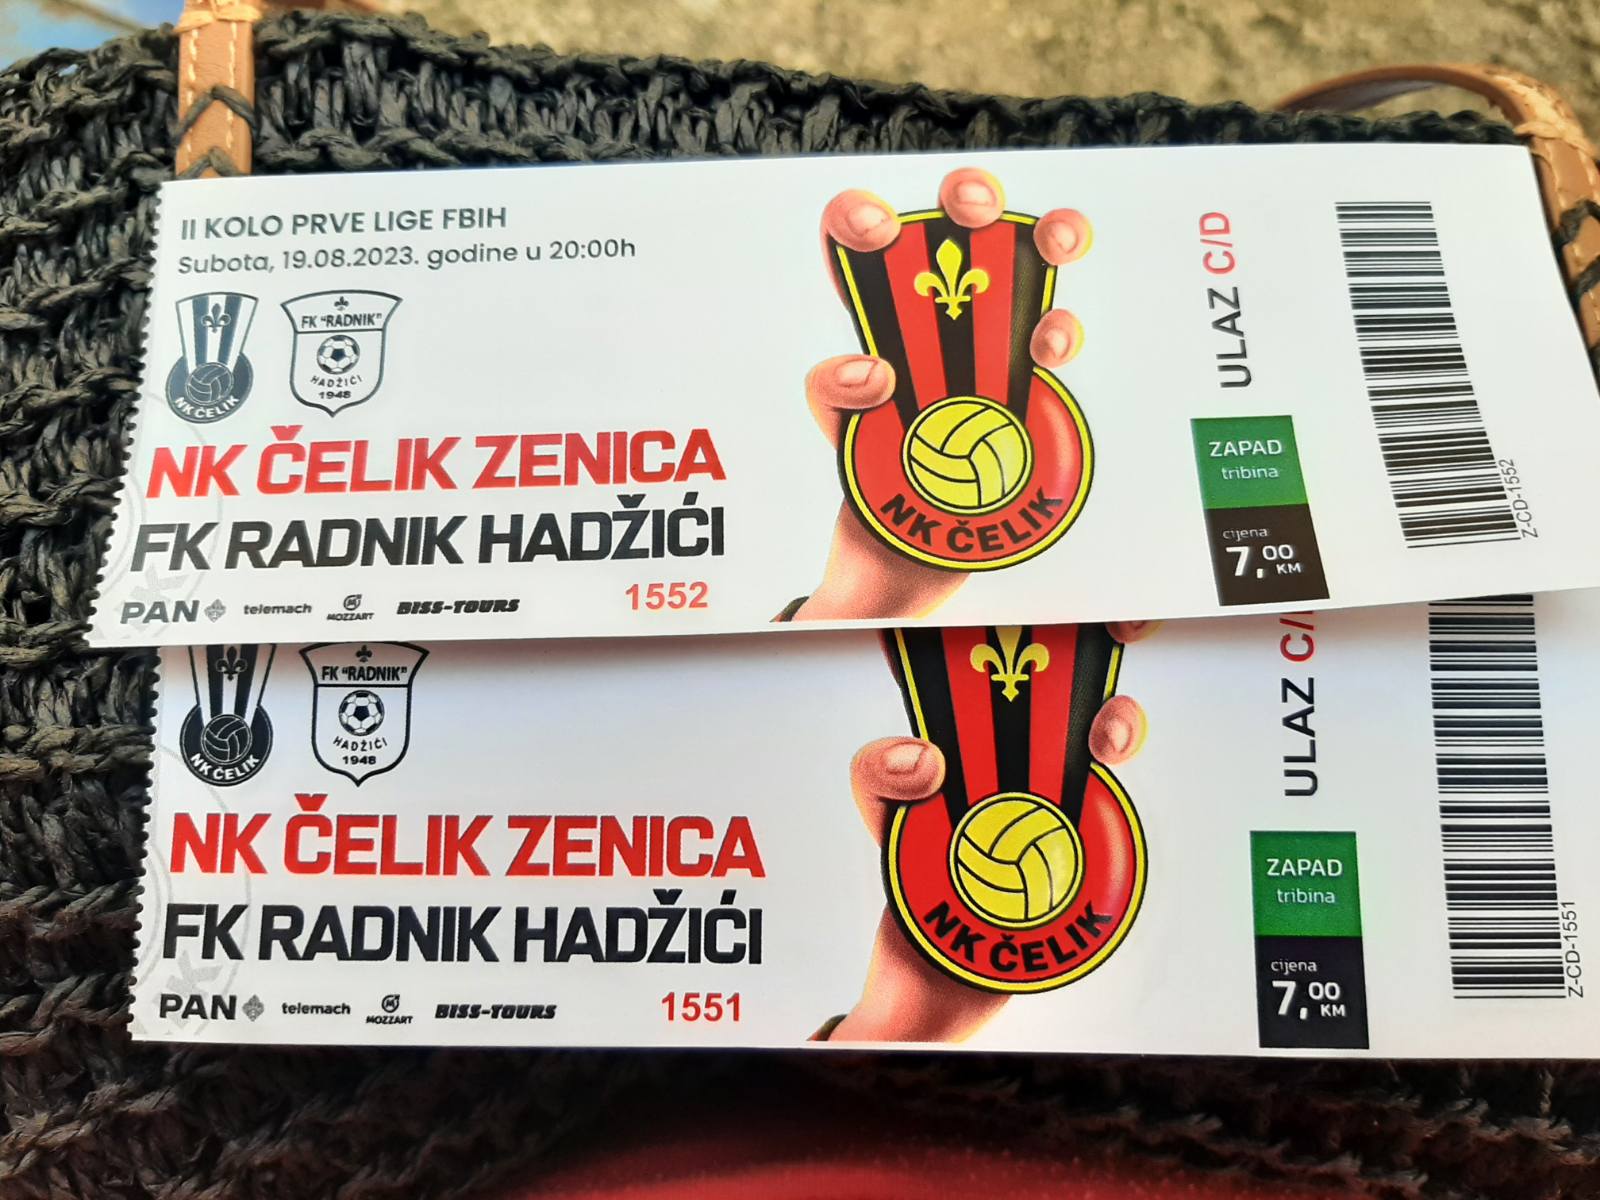 II KOLO PRVE LIGE FBIH
Subota, 19.08.2023. godine u 20:00h
NK ČELIK
FK "RADNIK"
HADŽIĆI
1948
NK ČELIK ZENICA
FK RADNIK HADŽIĆI
PAN telemach MOZZART BISS-TOURS
1552
NK ČELIK
ULAZ C/D
ZAPAD
tribina
cijena
7,00 KM
Z-CD-1552
NK ČELIK
FK "RADNIK"
HADŽIĆI
1948
NK ČELIK ZENICA
FK RADNIK HADŽIĆI
PAN telemach MOZZART BISS-TOURS
1551
NK ČELIK
ULAZ C/
ZAPAD
tribina
cijena
7,00 KM
Z-CD-1551